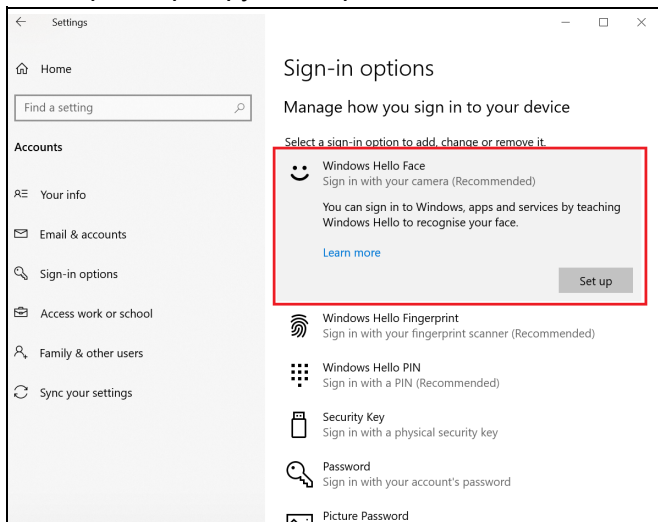 Settings
Home
Find a setting
Accounts
Your info
Email & accounts
Sign-in options
Access work or school
Family & other users
Sync your settings
Sign-in options
Manage how you sign in to your device
Select a sign-in option to add, change or remove it.
Windows Hello Face
Sign in with your camera (Recommended)
You can sign in to Windows, apps and services by teaching
Windows Hello to recognise your face.
Learn more
Set up
Windows Hello Fingerprint
Sign in with your fingerprint scanner (Recommended)
Windows Hello PIN
Sign in with a PIN (Recommended)
Security Key
Sign in with a physical security key
Password
Sign in with your account's password
Picture Password